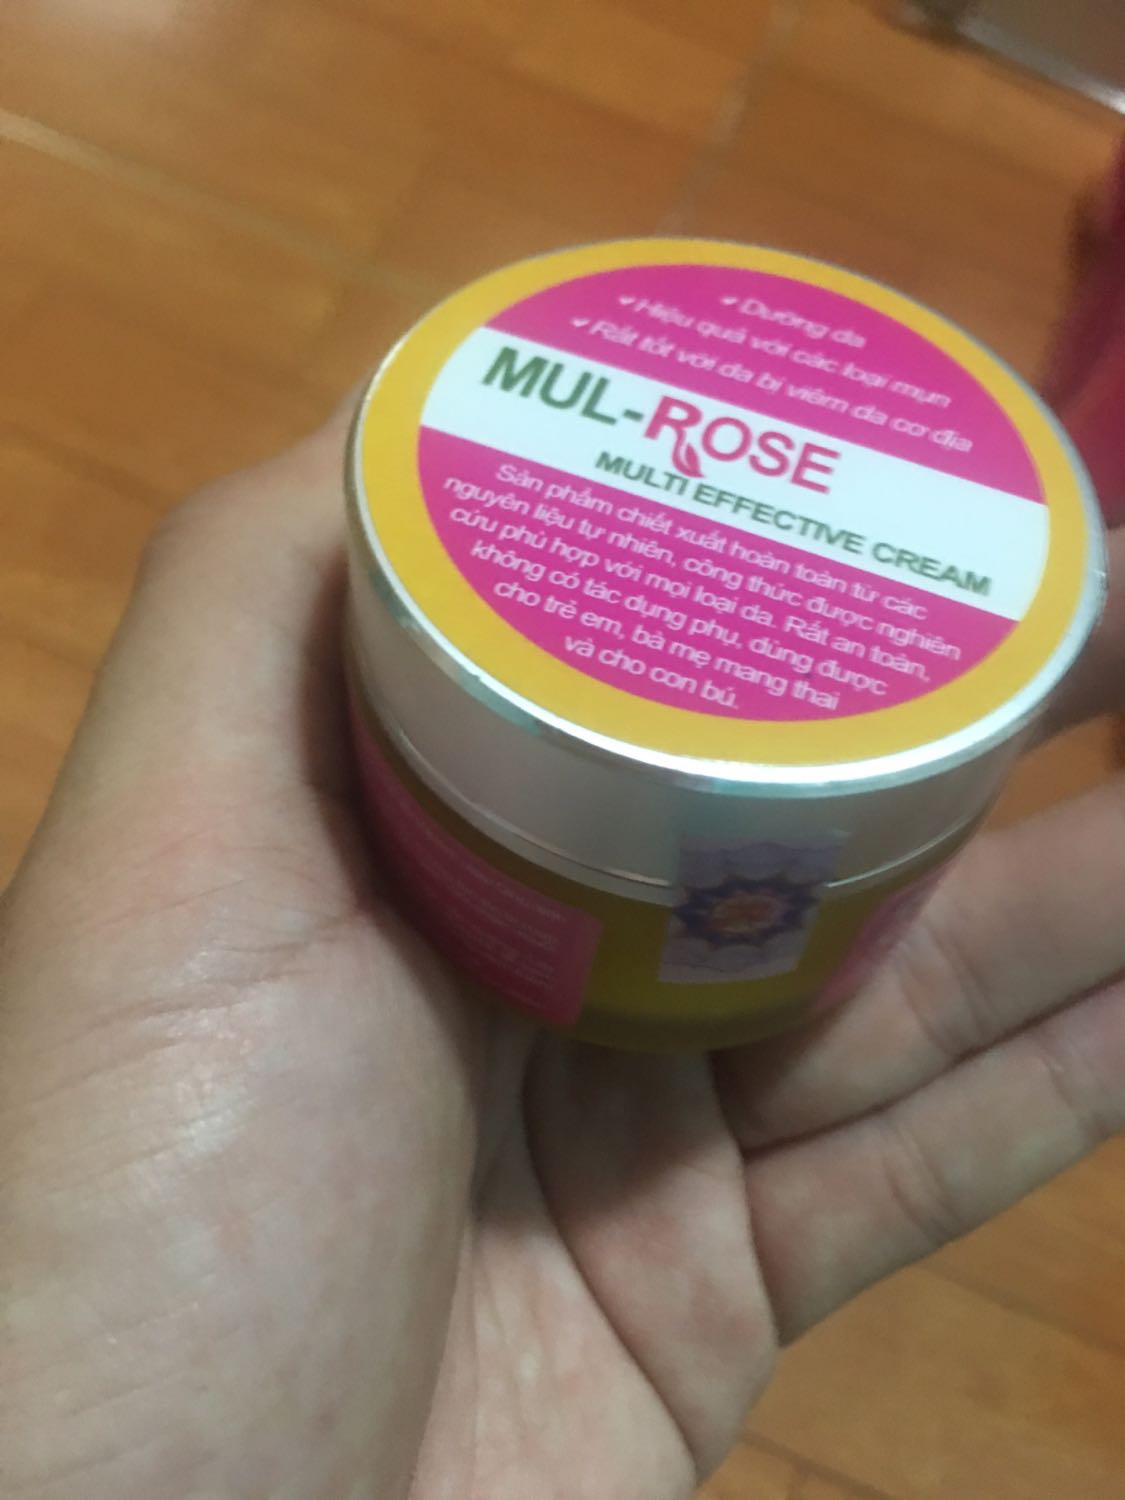 ✓ Dưỡng da
✓ Hiệu quả với các loại mụn
✓ Rất tốt với da bị viêm da cơ địa
MUL-ROSE
MULTI EFFECTIVE CREAM
Sản phẩm chiết xuất hoàn toàn từ các
nguyên liệu tự nhiên, công thức được nghiên
cứu phù hợp với mọi loại da. Rất an toàn,
không có tác dụng phụ, dùng được
cho trẻ em, bà mẹ mang thai
và cho con bú.